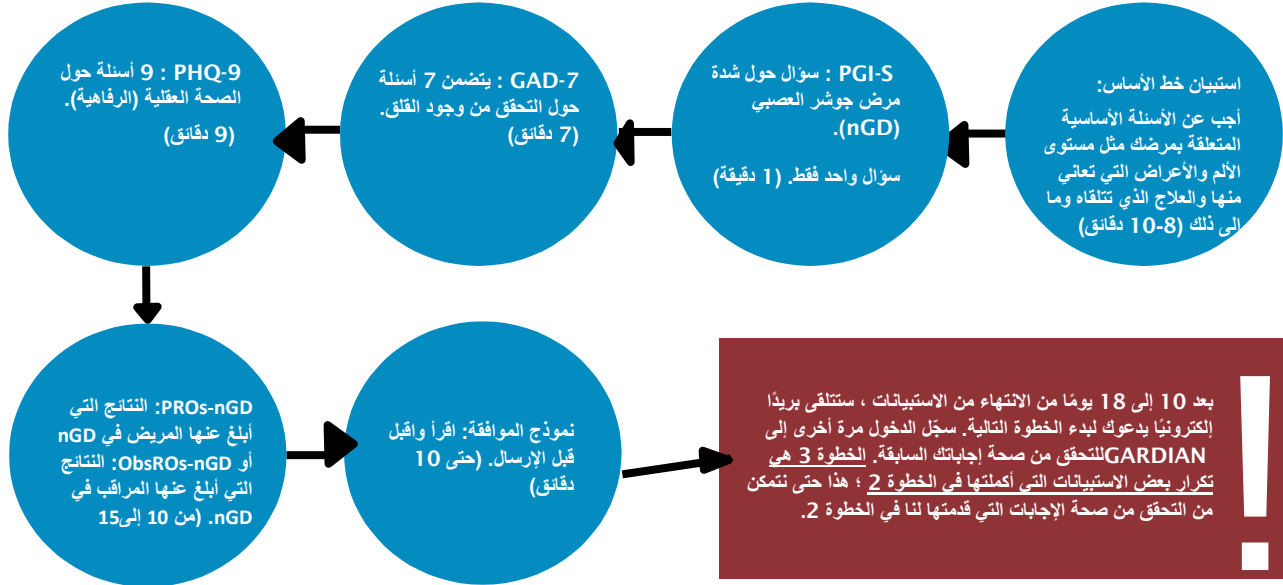 استبيان خط الأساس:
أجب عن الأسئلة الأساسية
المتعلقة بمرضك مثل مستوى
الألم والأعراض التي تعاني
منها والعلاج الذي تتلقاه وما
إلى ذلك (8-10 دقائق)
PGI-S : سؤال حول شدة
مرض جوشر العصبي
(nGD).
سؤال واحد فقط. (1 دقيقة)
GAD-7 : يتضمن 7 أسئلة
حول التحقق من وجود القلق.
(7 دقائق)
PHQ-9 : 9 أسئلة حول
الصحة العقلية (الرفاهية).
(9 دقائق)
PROs-nGD: النتائج التي
أبلغ عنها المريض في nGD
أو ObsROs-nGD: النتائج
التي أبلغ عنها المراقب في
nGD. (من 10 إلى15
نموذج الموافقة: اقرأ واقبل
قبل الإرسال. (حتى 10
دقائق)
بعد 10 إلى 18 يومًا من الانتهاء من الاستبيانات ، ستتلقى بريدًا
إلكترونيًا يدعوك لبدء الخطوة التالية. سجّل الدخول مرة أخرى إلى
GARDIANللتحقق من صحة إجاباتك السابقة. الخطوة 3 هي
تكرار بعض الاستبيانات التي أكملتها في الخطوة 2 ؛ هذا حتى نتمكن
من التحقق من صحة الإجابات التي قدمتها لنا في الخطوة 2.
!